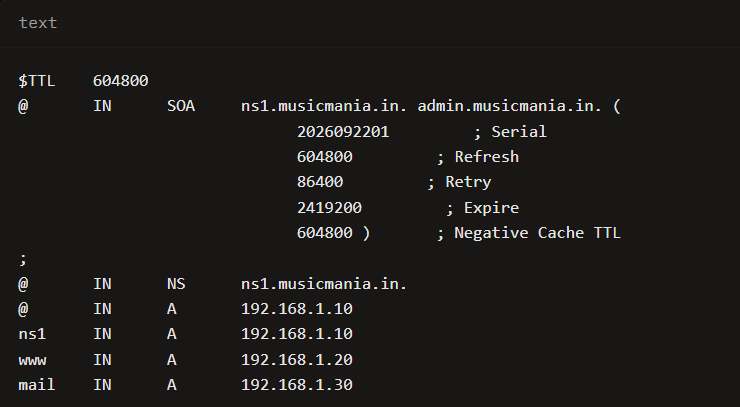 text
$TTL    604800
@       IN      SOA     ns1.musicmania.in. admin.musicmania.in. (
                              2026092201         ; Serial
                              604800         ; Refresh
                              86400         ; Retry
                              2419200         ; Expire
                              604800 )       ; Negative Cache TTL
;
@       IN      NS      ns1.musicmania.in.
@       IN      A       192.168.1.10
ns1     IN      A       192.168.1.10
www     IN      A       192.168.1.20
mail    IN      A       192.168.1.30